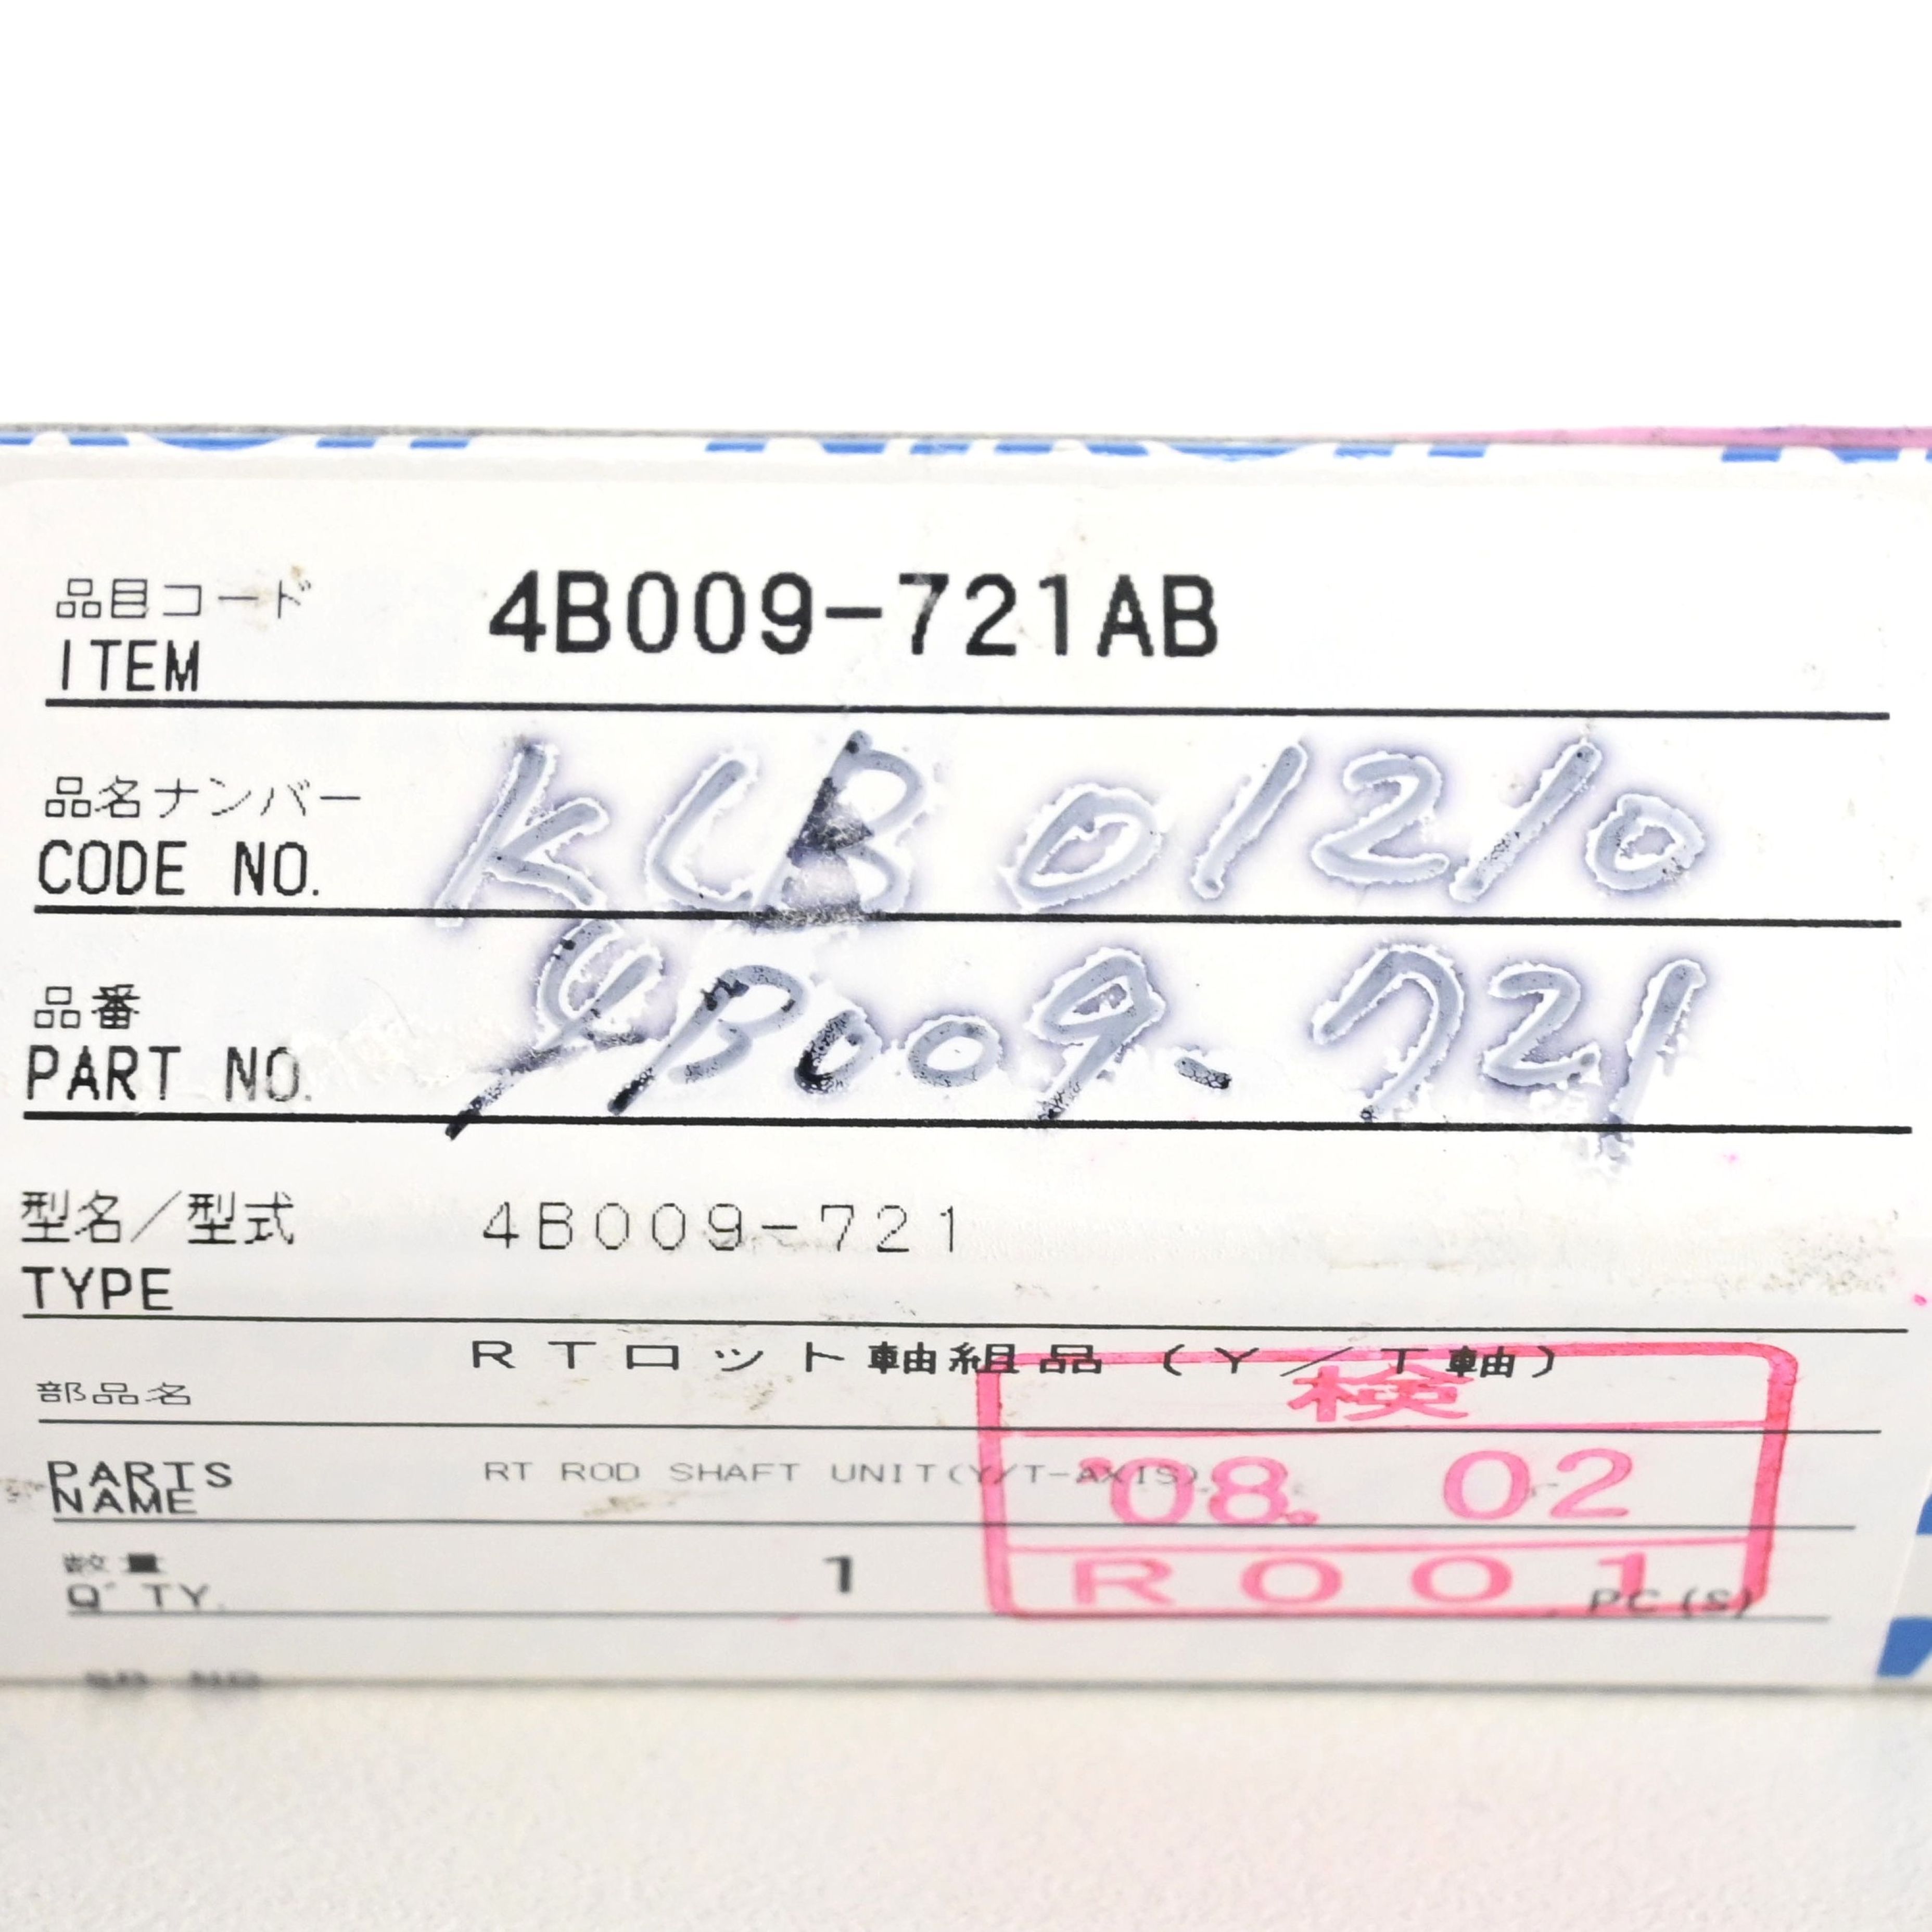 品目コード
ITEM 4B009-721AB
品名ナンバー
CODE NO. KCB 01210
品番
PART NO. 4B009-721
型名/型式 4B009-721
TYPE
RTロット軸組品(Y/T軸)
部品名
検
PARTS
NAME RT ROD SHAFT UNIT(Y/T-AXIS)
'08. 02
数量
Q'TY. 1 PC(S)
R001